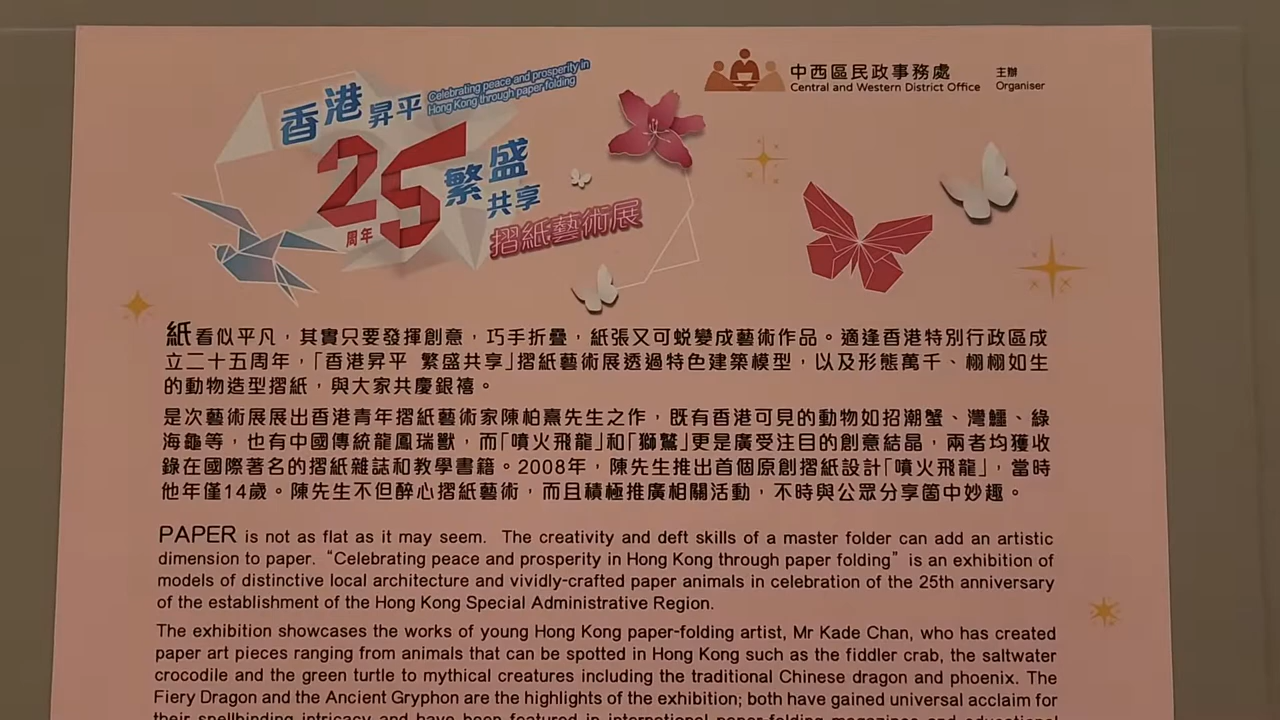 香港昇平
Celebrating peace and prosperity in
Hong Kong through paper folding
25
周年
繁盛
共享
摺紙藝術展
中西區民政事務處
Central and Western District Office
主辦
Organiser
紙看似平凡，其實只要發揮創意，巧手折疊，紙張又可蛻變成藝術作品。適逢香港特別行政區成
立二十五周年，「香港昇平 繁盛共享」摺紙藝術展透過特色建築模型，以及形態萬千、栩栩如生
的動物造型摺紙，與大家共慶銀禧。
是次藝術展展出香港青年摺紙藝術家陳柏熹先生之作，既有香港可見的動物如招潮蟹、灣鱷、綠
海龜等，也有中國傳統龍鳳瑞獸，而「噴火飛龍」和「獅鷲」更是廣受注目的創意結晶，兩者均獲收
錄在國際著名的摺紙雜誌和教學書籍。2008年，陳先生推出首個原創摺紙設計「噴火飛龍」，當時
他年僅14歲。陳先生不但醉心摺紙藝術，而且積極推廣相關活動，不時與公眾分享箇中妙趣。
PAPER is not as flat as it may seem. The creativity and deft skills of a master folder can add an artistic
dimension to paper. “Celebrating peace and prosperity in Hong Kong through paper folding” is an exhibition of
models of distinctive local architecture and vividly-crafted paper animals in celebration of the 25th anniversary
of the establishment of the Hong Kong Special Administrative Region.
The exhibition showcases the works of young Hong Kong paper-folding artist, Mr Kade Chan, who has created
paper art pieces ranging from animals that can be spotted in Hong Kong such as the fiddler crab, the saltwater
crocodile and the green turtle to mythical creatures including the traditional Chinese dragon and phoenix. The
Fiery Dragon and the Ancient Gryphon are the highlights of the exhibition; both have gained universal acclaim for
their spellbinding intricacy and have been featured in international paper-folding magazines and educational